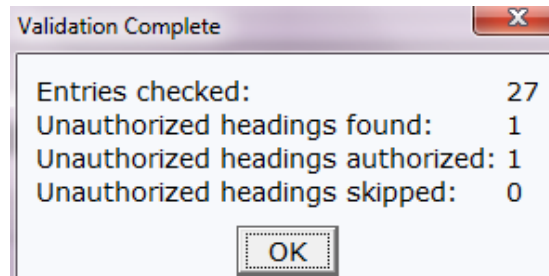 Validation Complete
X
Entries checked: 27
Unauthorized headings found: 1
Unauthorized headings authorized: 1
Unauthorized headings skipped: 0
OK